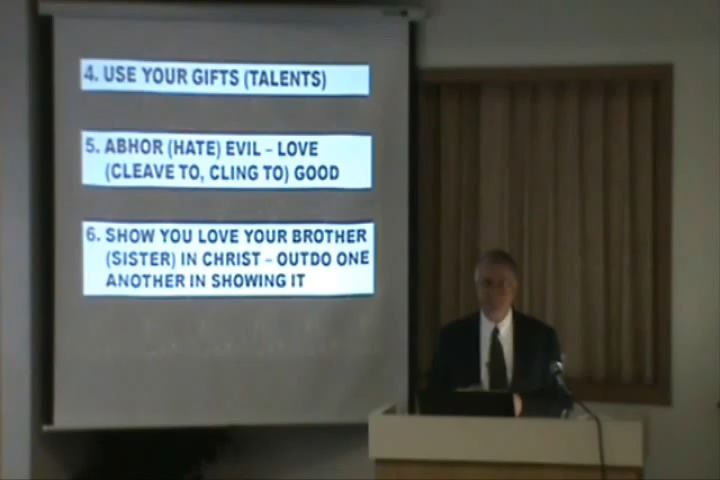 4. USE YOUR GIFTS (TALENTS)
5. ABHOR (HATE) EVIL – LOVE
(CLEAVE TO, CLING TO) GOOD
6. SHOW YOU LOVE YOUR BROTHER
(SISTER) IN CHRIST – OUTDO ONE
ANOTHER IN SHOWING IT